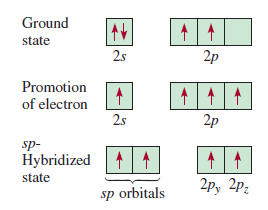 Ground
state
2s 2p
Promotion
of electron
2s 2p
sp-
Hybridized
state
sp orbitals 2py 2pz